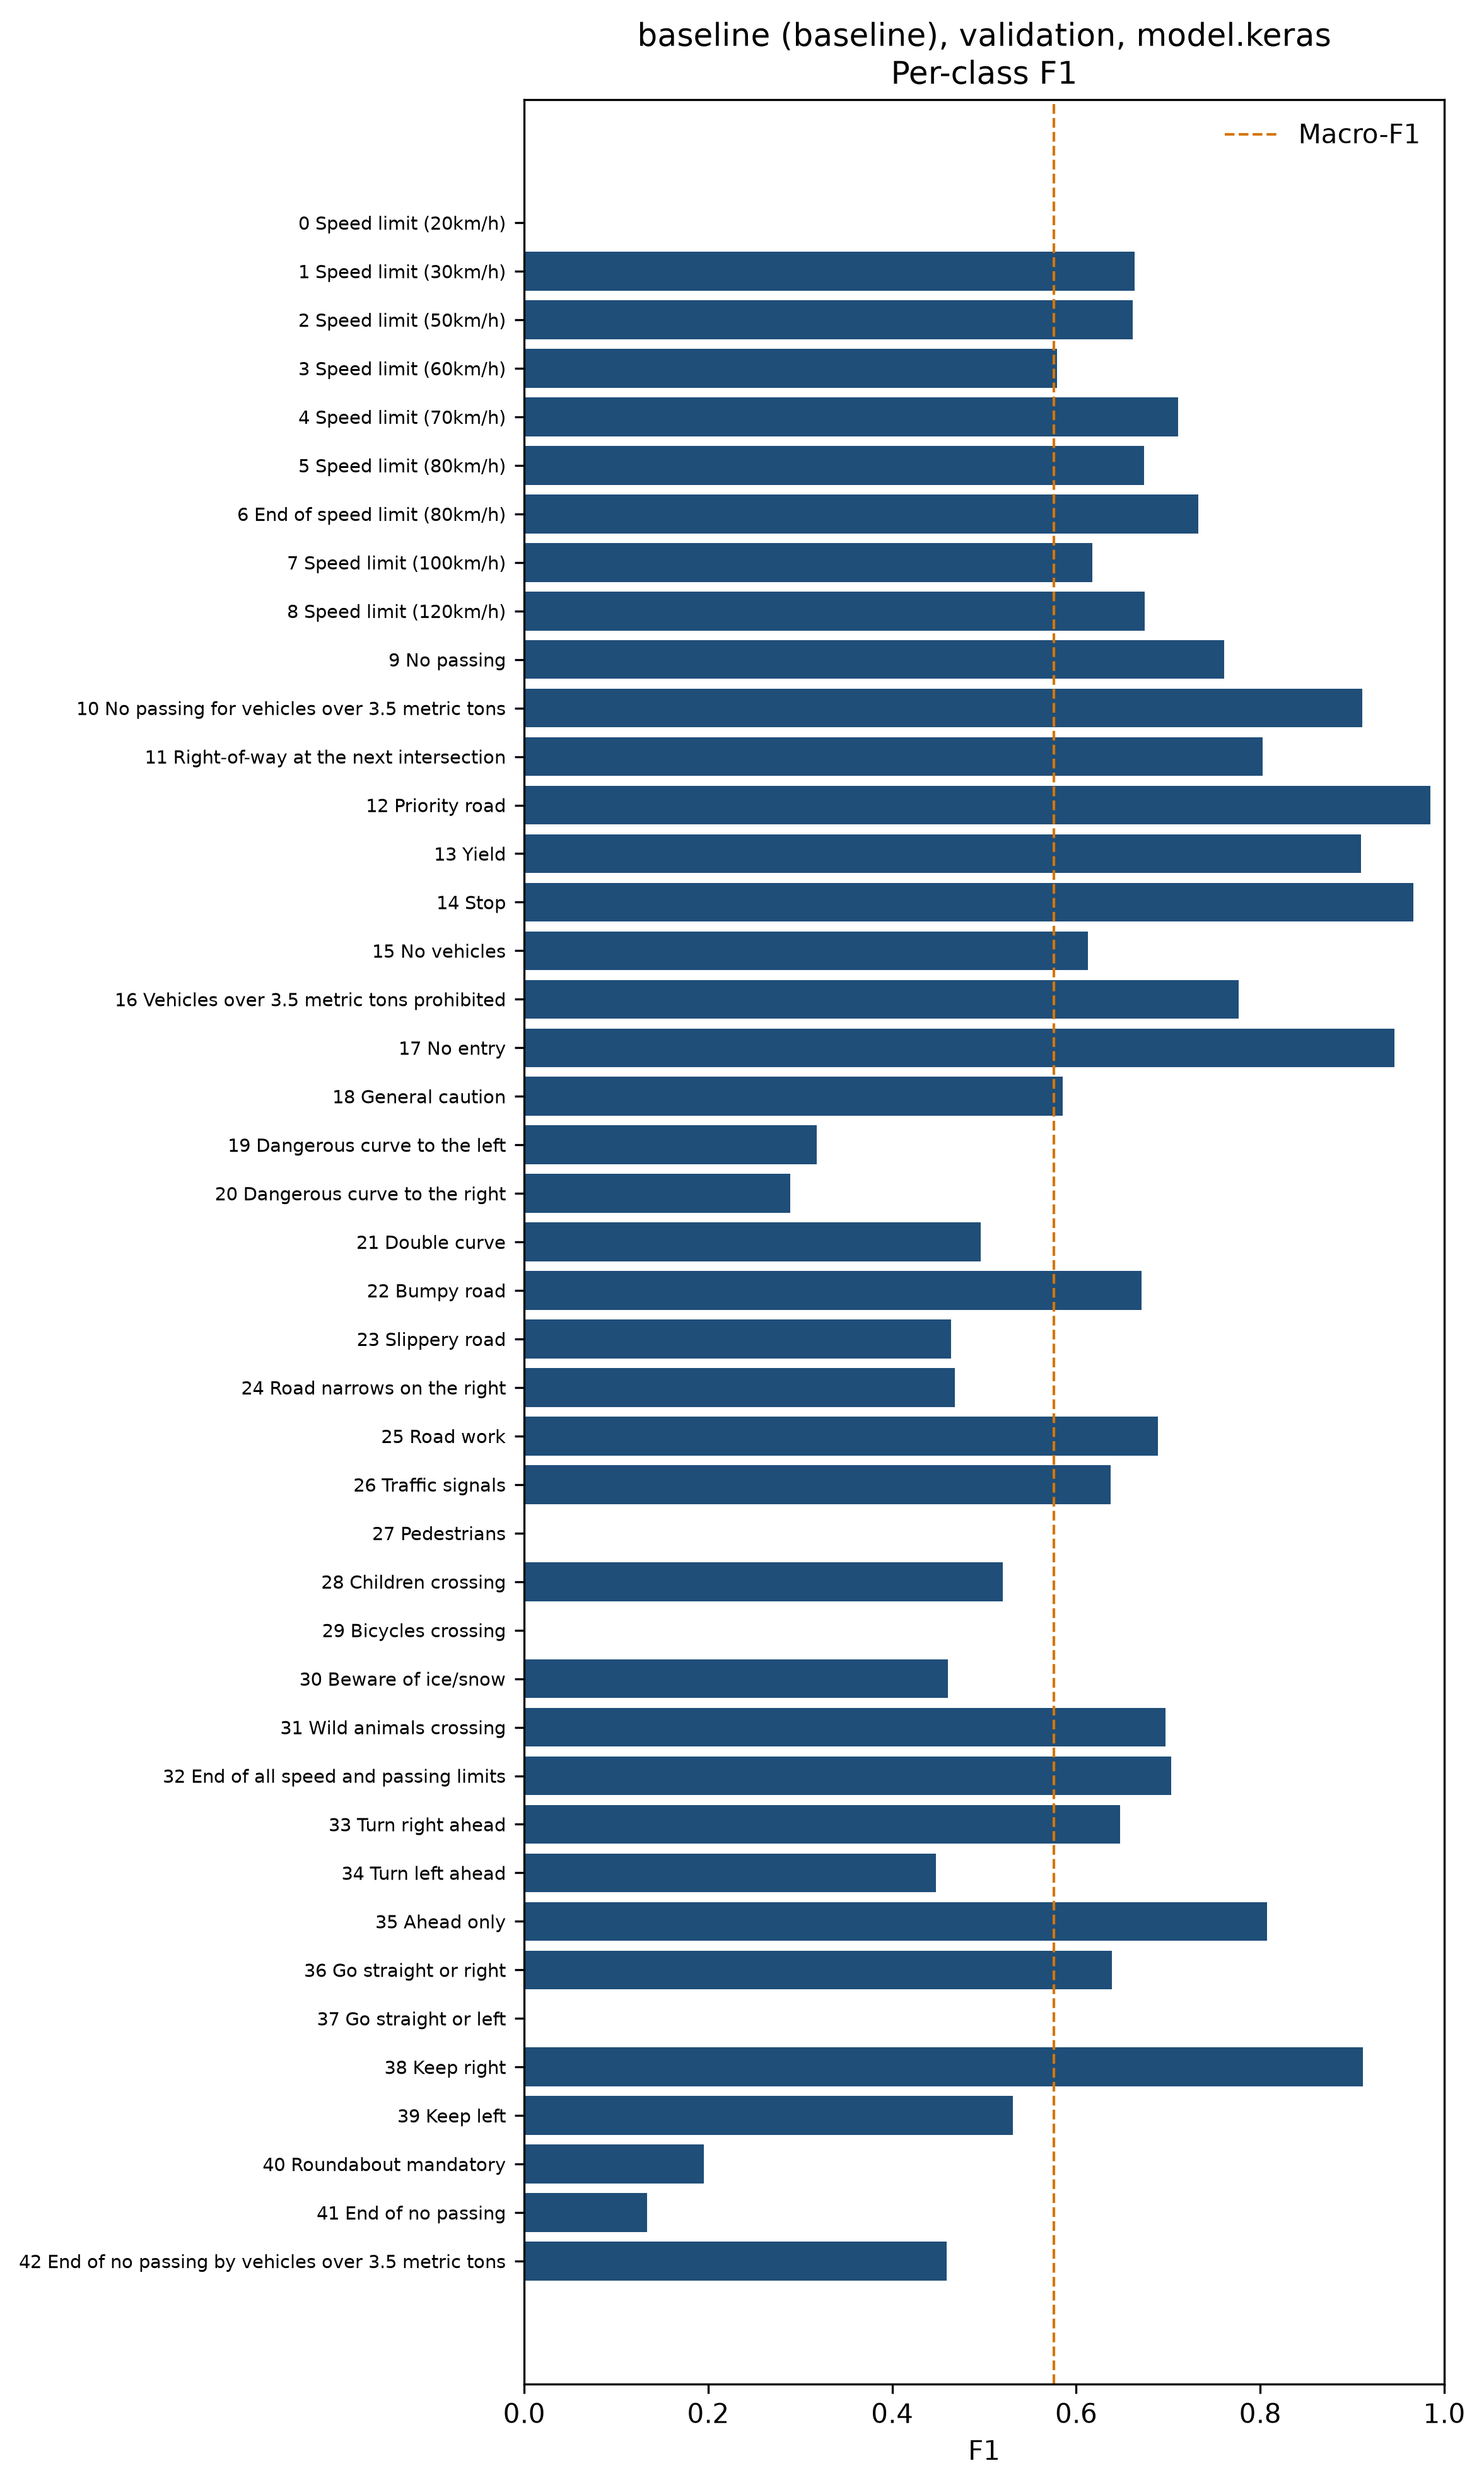 baseline (baseline), validation, model.keras
Per-class F1
Macro-F1
0 Speed limit (20km/h)
1 Speed limit (30km/h)
2 Speed limit (50km/h)
3 Speed limit (60km/h)
4 Speed limit (70km/h)
5 Speed limit (80km/h)
6 End of speed limit (80km/h)
7 Speed limit (100km/h)
8 Speed limit (120km/h)
9 No passing
10 No passing for vehicles over 3.5 metric tons
11 Right-of-way at the next intersection
12 Priority road
13 Yield
14 Stop
15 No vehicles
16 Vehicles over 3.5 metric tons prohibited
17 No entry
18 General caution
19 Dangerous curve to the left
20 Dangerous curve to the right
21 Double curve
22 Bumpy road
23 Slippery road
24 Road narrows on the right
25 Road work
26 Traffic signals
27 Pedestrians
28 Children crossing
29 Bicycles crossing
30 Beware of ice/snow
31 Wild animals crossing
32 End of all speed and passing limits
33 Turn right ahead
34 Turn left ahead
35 Ahead only
36 Go straight or right
37 Go straight or left
38 Keep right
39 Keep left
40 Roundabout mandatory
41 End of no passing
42 End of no passing by vehicles over 3.5 metric tons
0.0 0.2 0.4 0.6 0.8 1.0
F1